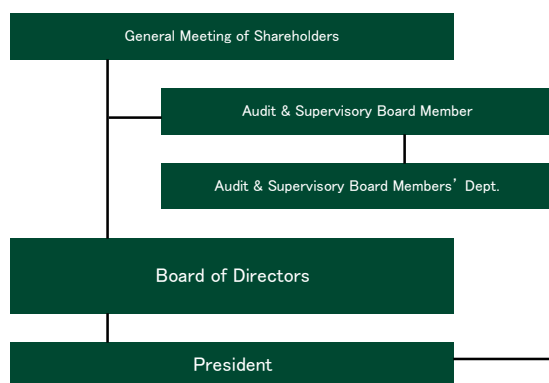 General Meeting of Shareholders
Audit & Supervisory Board Member
Audit & Supervisory Board Members’ Dept.
Board of Directors
President